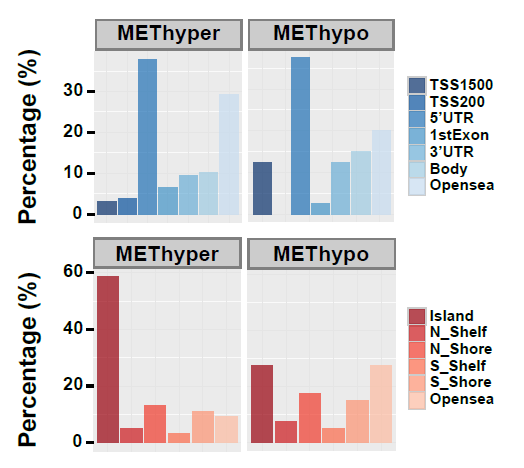 METhyper METhypo
Percentage (%)
30
20
10
0
TSS1500
TSS200
5'UTR
1stExon
3'UTR
Body
Opensea
METhyper METhypo
Percentage (%)
60
40
20
0
Island
N_Shelf
N_Shore
S_Shelf
S_Shore
Opensea